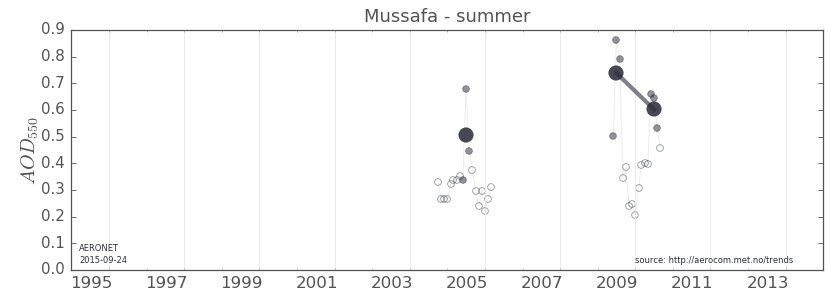 Mussafa - summer
0.9
0.8
0.7
0.6
0.5
0.4
0.3
0.2
0.1
0.0
AOD550
AERONET
2015-09-24
source: http://aerocom.met.no/trends
1995 1997 1999 2001 2003 2005 2007 2009 2011 2013